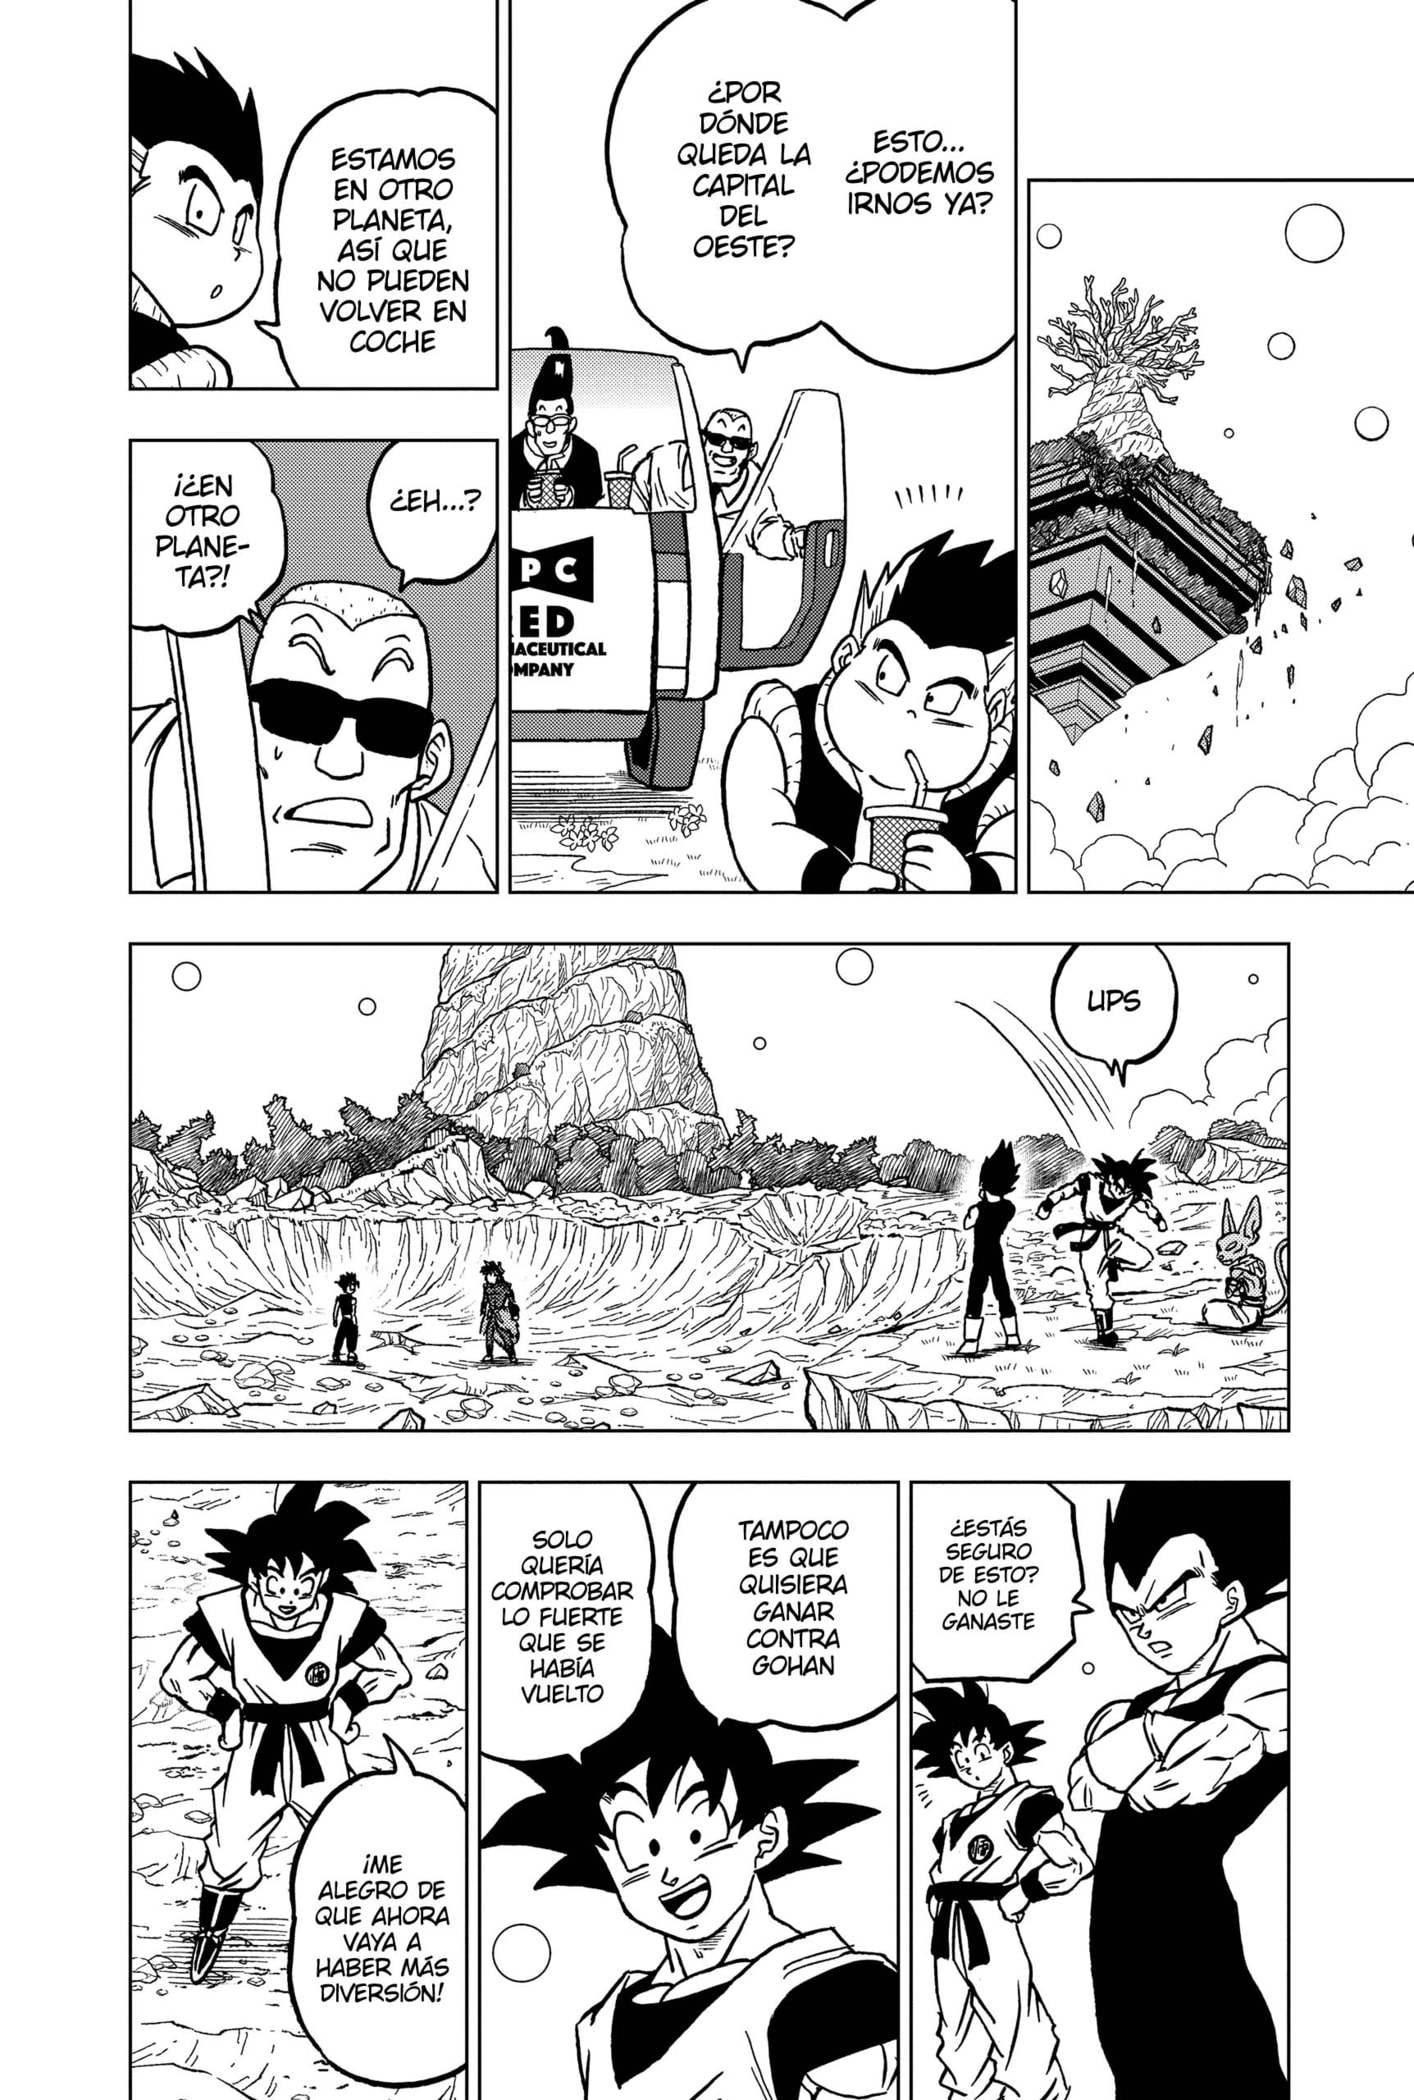 ESTO...
¿PODEMOS
IRNOS YA?
¿POR
DÓNDE
QUEDA LA
CAPITAL
DEL
OESTE?
PC
RED
MACEUTICAL
OMPANY
ESTAMOS
EN OTRO
PLANETA,
ASÍ QUE
NO PUEDEN
VOLVER EN
COCHE
¿EH...?
¡¿EN
OTRO
PLANE-
TA?!
UPS
¿ESTÁS
SEGURO
DE ESTO?
NO LE
GANASTE
TAMPOCO
ES QUE
QUISIERA
GANAR
CONTRA
GOHAN
SOLO
QUERÍA
COMPROBAR
LO FUERTE
QUE SE
HABÍA
VUELTO
¡ME
ALEGRO DE
QUE AHORA
VAYA A
HABER MÁS
DIVERSIÓN!